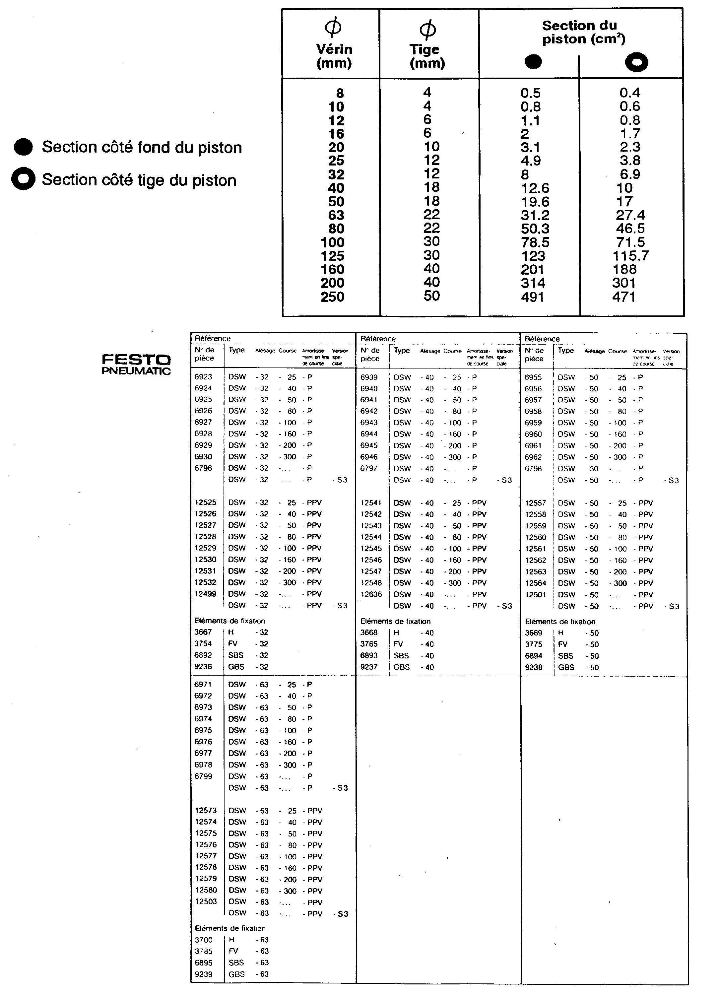 ϕ Vérin (mm) ϕ Tige (mm) Section du piston (cm²)
8 4 0.5 0.4
10 4 0.8 0.6
12 6 1.1 0.8
16 6 2 1.7
20 10 3.1 2.3
25 12 4.9 3.8
32 12 8 6.9
40 18 12.6 10
50 18 19.6 17
63 22 31.2 27.4
80 22 50.3 46.5
100 30 78.5 71.5
125 30 123 115.7
160 40 201 188
200 40 314 301
250 50 491 471
Section côté fond du piston
Section côté tige du piston
FESTO
PNEUMATIC
Référence
N° de pièce Type Alesage Course Amortisse-ment en fins de course Version spe-ciale
6923 DSW - 32 - 25 - P
6924 DSW - 32 - 40 - P
6925 DSW - 32 - 50 - P
6926 DSW - 32 - 80 - P
6927 DSW - 32 - 100 - P
6928 DSW - 32 - 160 - P
6929 DSW - 32 - 200 - P
6930 DSW - 32 - 300 - P
6796 DSW - 32 -... - P
DSW - 32 -... - P - S3
12525 DSW - 32 - 25 - PPV
12526 DSW - 32 - 40 - PPV
12527 DSW - 32 - 50 - PPV
12528 DSW - 32 - 80 - PPV
12529 DSW - 32 - 100 - PPV
12530 DSW - 32 - 160 - PPV
12531 DSW - 32 - 200 - PPV
12532 DSW - 32 - 300 - PPV
12499 DSW - 32 -... - PPV
DSW - 32 -... - PPV - S3
Eléments de fixation
3667 H - 32
3754 FV - 32
6892 SBS - 32
9236 GBS - 32
Référence
N° de pièce Type Alesage Course Amortisse-ment en fins de course Version spe-ciale
6939 DSW - 40 - 25 - P
6940 DSW - 40 - 40 - P
6941 DSW - 40 - 50 - P
6942 DSW - 40 - 80 - P
6943 DSW - 40 - 100 - P
6944 DSW - 40 - 160 - P
6945 DSW - 40 - 200 - P
6946 DSW - 40 - 300 - P
6797 DSW - 40 -... - P
DSW - 40 -... - P - S3
12541 DSW - 40 - 25 - PPV
12542 DSW - 40 - 40 - PPV
12543 DSW - 40 - 50 - PPV
12544 DSW - 40 - 80 - PPV
12545 DSW - 40 - 100 - PPV
12546 DSW - 40 - 160 - PPV
12547 DSW - 40 - 200 - PPV
12548 DSW - 40 - 300 - PPV
12636 DSW - 40 -... - PPV
DSW - 40 -... - PPV - S3
Eléments de fixation
3668 H - 40
3765 FV - 40
6893 SBS - 40
9237 GBS - 40
Référence
N° de pièce Type Alésage Course Amortisse-ment en fins de course Version spe-ciale
6955 DSW - 50 - 25 - P
6956 DSW - 50 - 40 - P
6957 DSW - 50 - 50 - P
6958 DSW - 50 - 80 - P
6959 DSW - 50 - 100 - P
6960 DSW - 50 - 160 - P
6961 DSW - 50 - 200 - P
6962 DSW - 50 - 300 - P
6798 DSW - 50 -... - P
DSW - 50 -... - P - S3
12557 DSW - 50 - 25 - PPV
12558 DSW - 50 - 40 - PPV
12559 DSW - 50 - 50 - PPV
12560 DSW - 50 - 80 - PPV
12561 DSW - 50 - 100 - PPV
12562 DSW - 50 - 160 - PPV
12563 DSW - 50 - 200 - PPV
12564 DSW - 50 - 300 - PPV
12501 DSW - 50 -... - PPV
DSW - 50 -... - PPV - S3
Eléments de fixation
3669 H - 50
3775 FV - 50
6894 SBS - 50
9238 GBS - 50
6971 DSW - 63 - 25 - P
6972 DSW - 63 - 40 - P
6973 DSW - 63 - 50 - P
6974 DSW - 63 - 80 - P
6975 DSW - 63 - 100 - P
6976 DSW - 63 - 160 - P
6977 DSW - 63 - 200 - P
6978 DSW - 63 - 300 - P
6799 DSW - 63 -... - P
DSW - 63 -... - P - S3
12573 DSW - 63 - 25 - PPV
12574 DSW - 63 - 40 - PPV
12575 DSW - 63 - 50 - PPV
12576 DSW - 63 - 80 - PPV
12577 DSW - 63 - 100 - PPV
12578 DSW - 63 - 160 - PPV
12579 DSW - 63 - 200 - PPV
12580 DSW - 63 - 300 - PPV
12503 DSW - 63 -... - PPV
DSW - 63 -... - PPV - S3
Eléments de fixation
3700 H - 63
3785 FV - 63
6895 SBS - 63
9239 GBS - 63